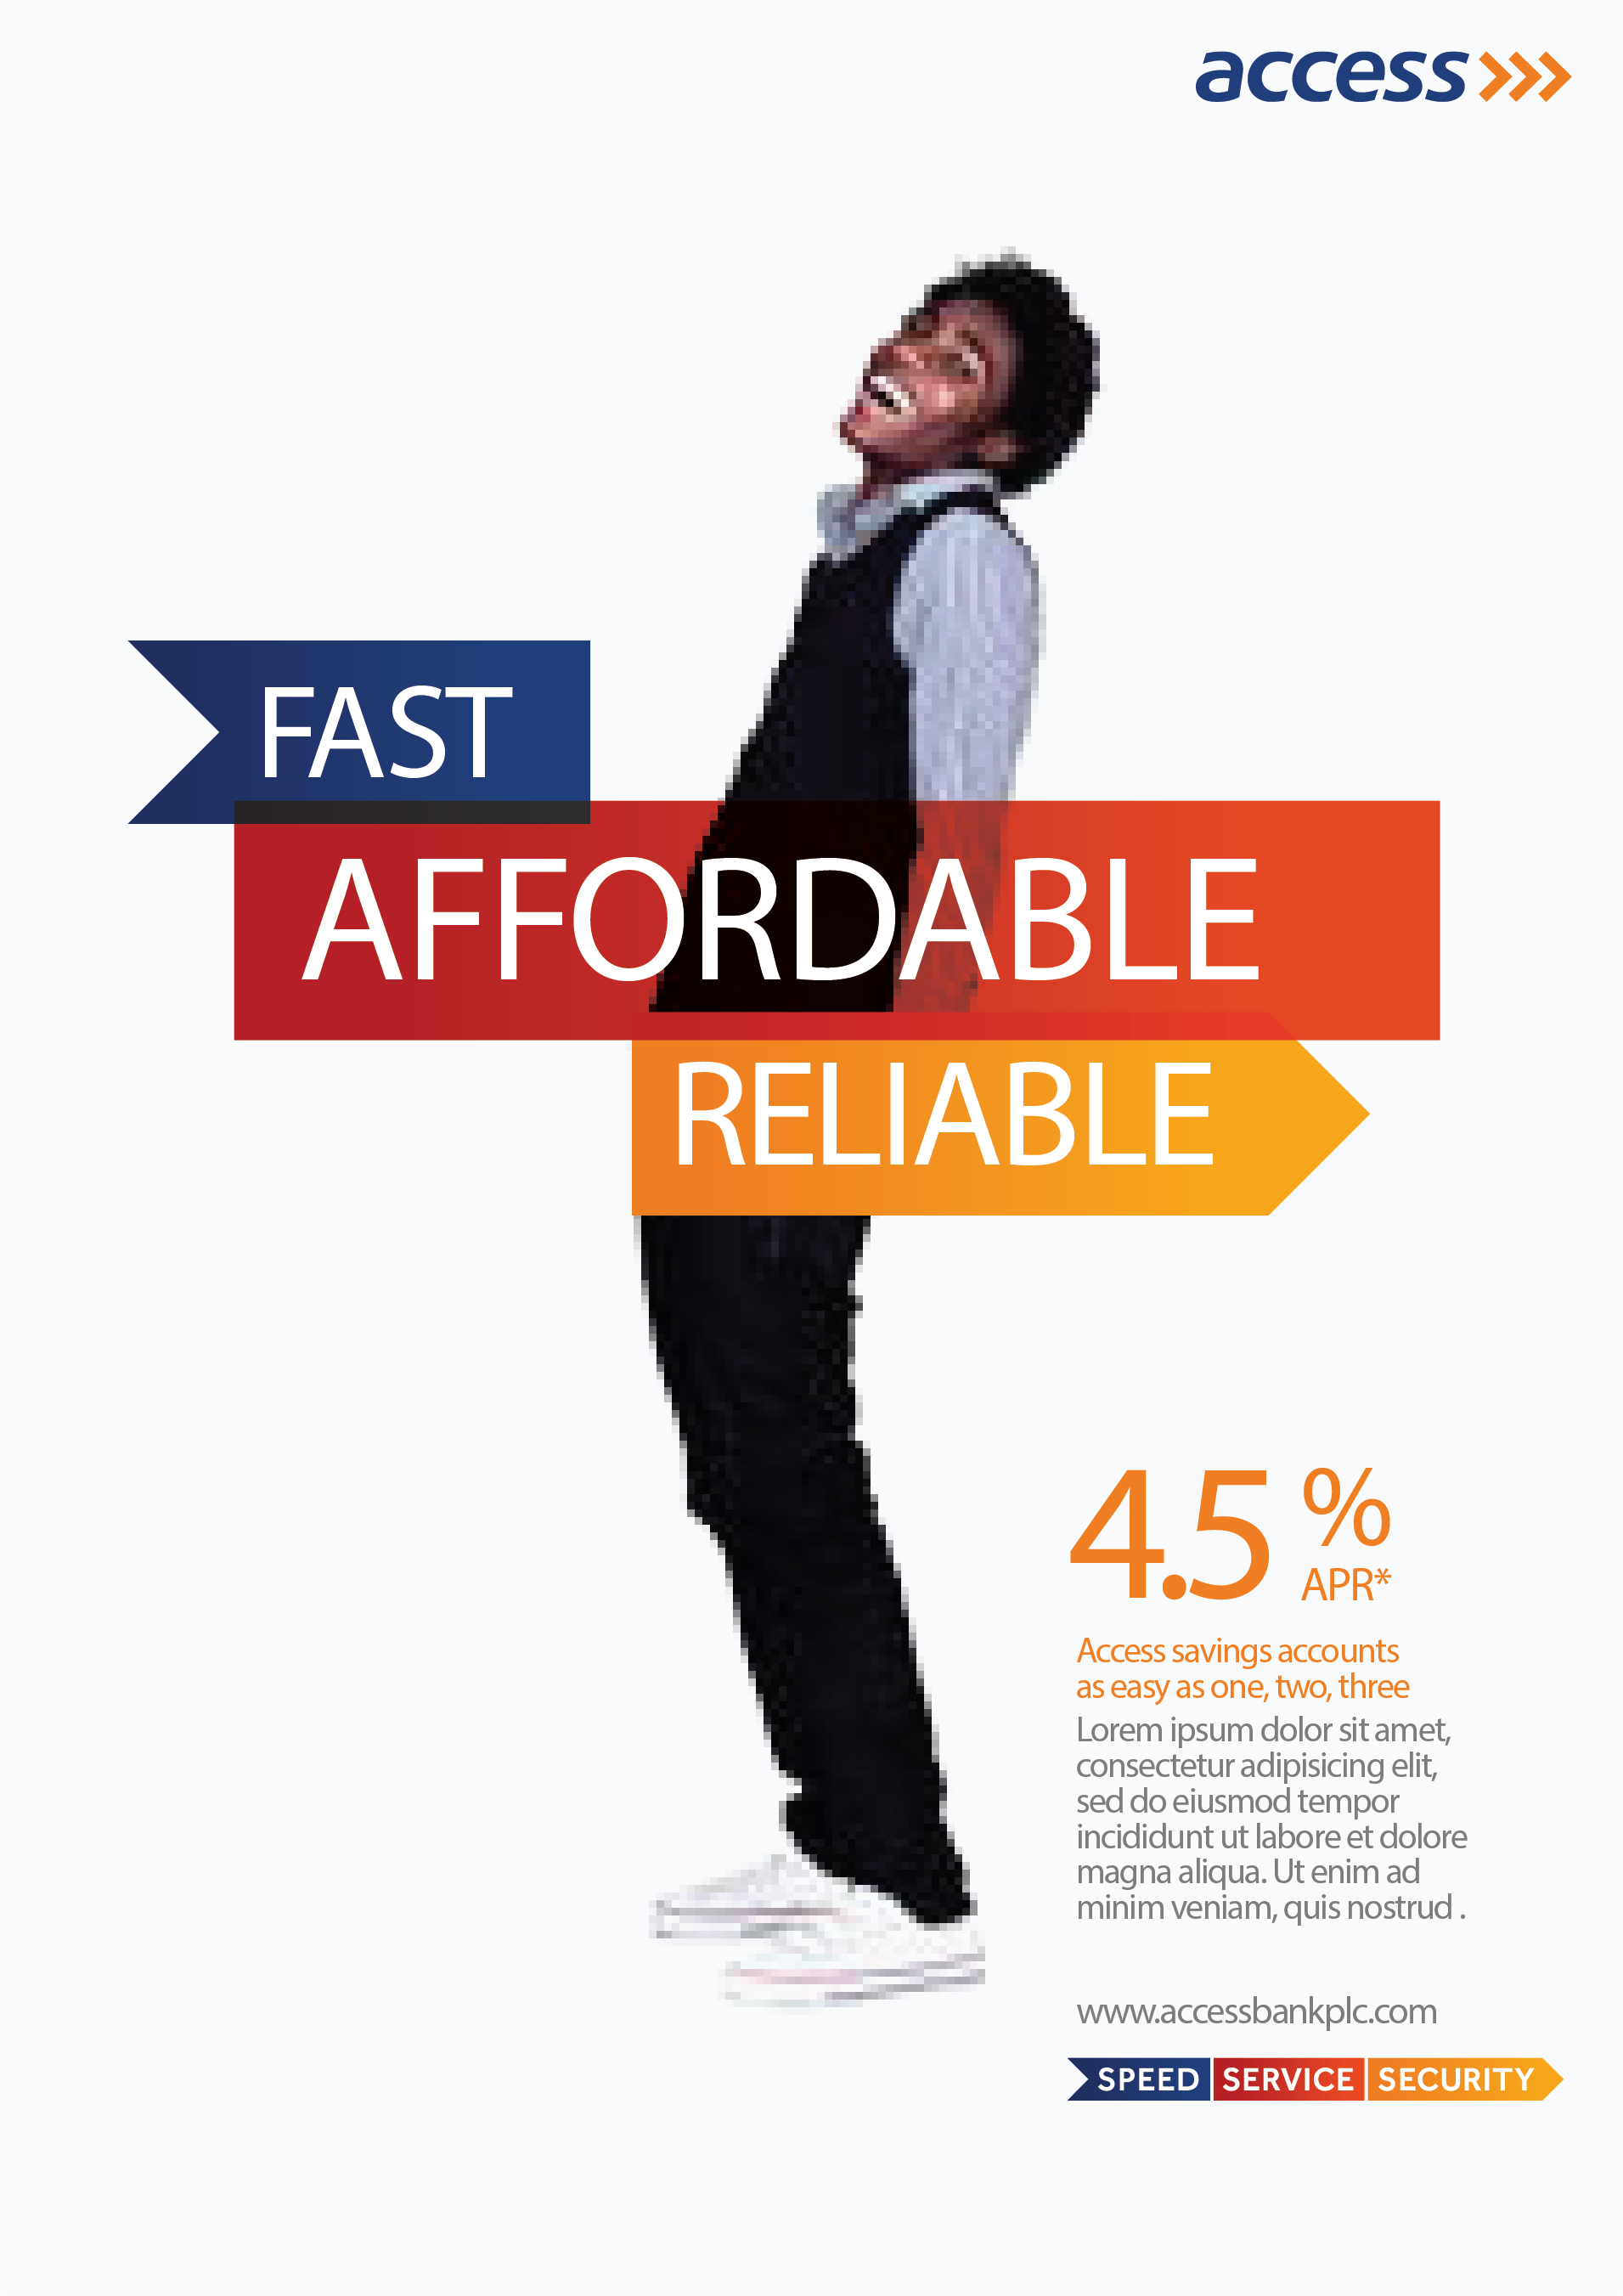 access
FAST
AFFORDABLE
RELIABLE
4.5 %
APR*
Access savings accounts
as easy as one, two, three
Lorem ipsum dolor sit amet,
consectetur adipisicing elit,
sed do eiusmod tempor
incididunt ut labore et dolore
magna aliqua. Ut enim ad
minim veniam, quis nostrud .
www.accessbankplc.com
SPEED SERVICE SECURITY